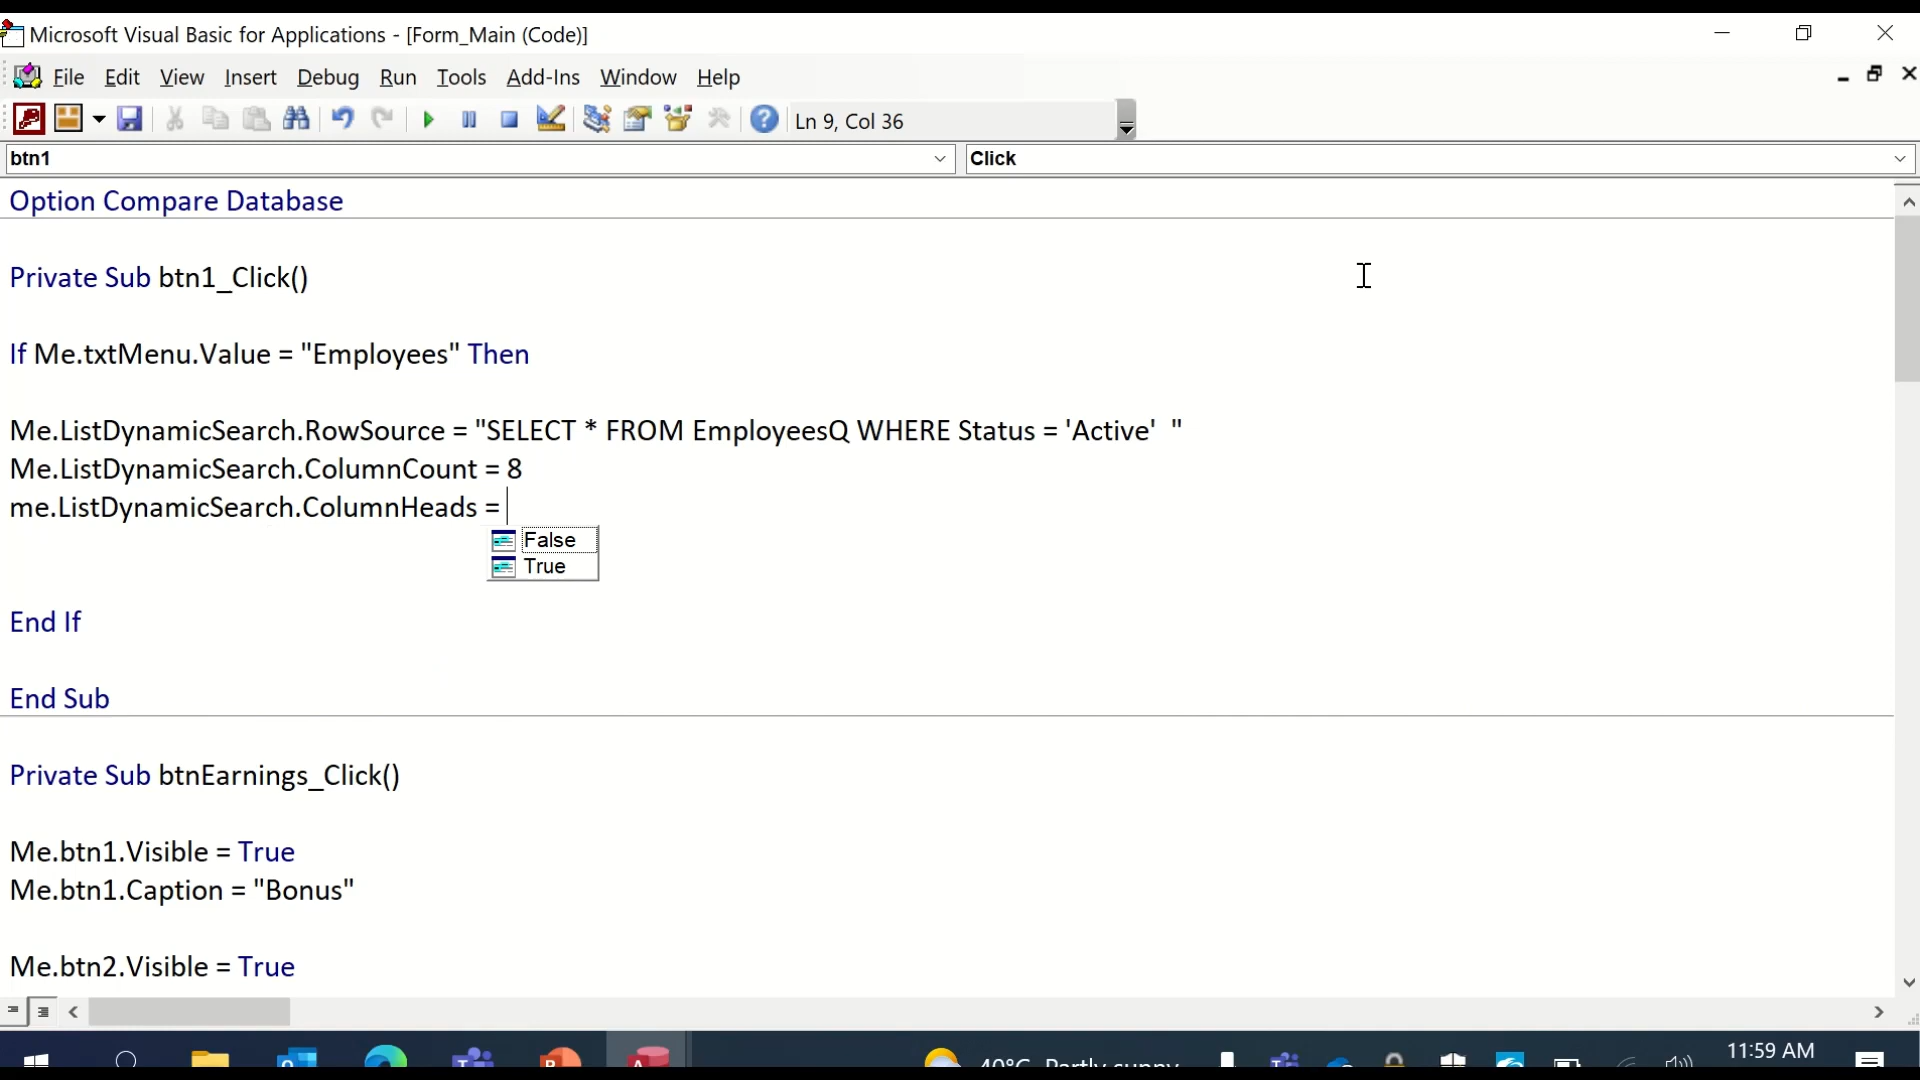 Microsoft Visual Basic for Applications - [Form_Main (Code)]
File Edit View Insert Debug Run Tools Add-Ins Window Help
Ln 9, Col 36
btn1
Click
Option Compare Database
Private Sub btn1_Click()
If Me.txtMenu.Value = "Employees" Then
Me.ListDynamicSearch.RowSource = "SELECT * FROM EmployeesQ WHERE Status = 'Active'  "
Me.ListDynamicSearch.ColumnCount = 8
me.ListDynamicSearch.ColumnHeads =
False
True
End If
End Sub
Private Sub btnEarnings_Click()
Me.btn1.Visible = True
Me.btn1.Caption = "Bonus"
Me.btn2.Visible = True
40°C Partly sunny
11:59 AM